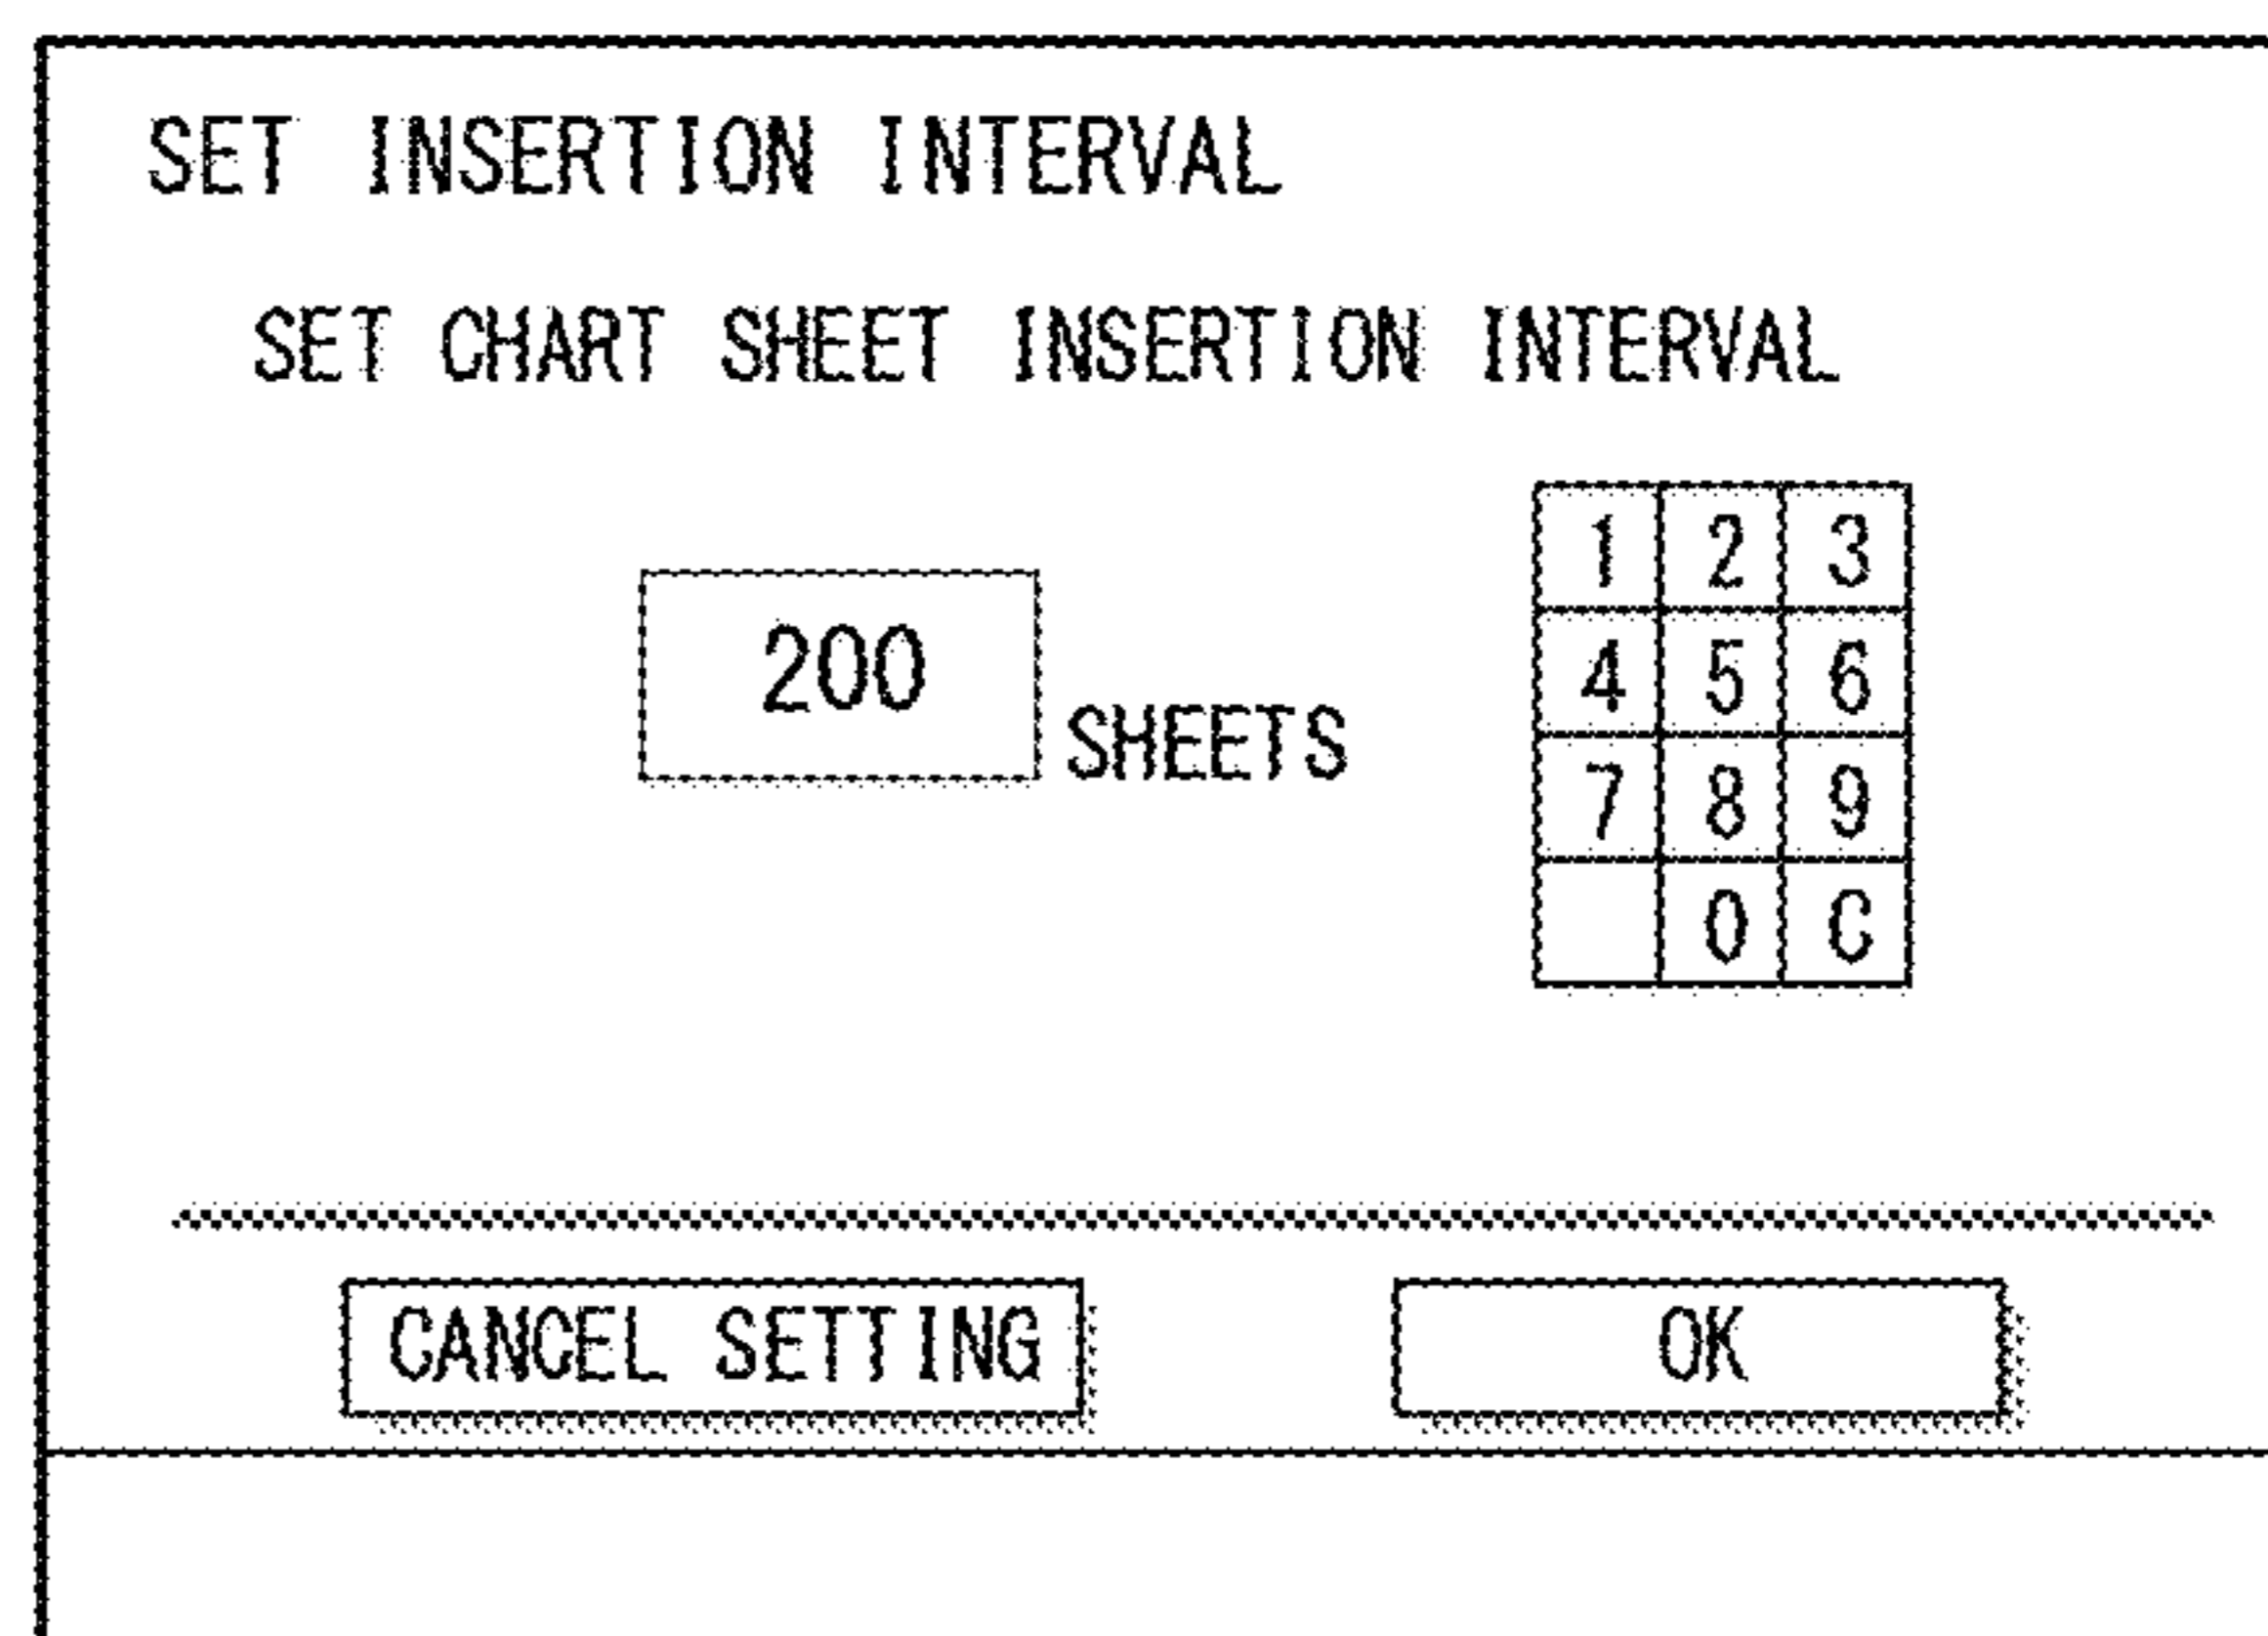 SET INSERTION INTERVAL
SET CHART SHEET INSERTION INTERVAL
200 SHEETS
1 2 3
4 5 6
7 8 9
0 C
CANCEL SETTING OK